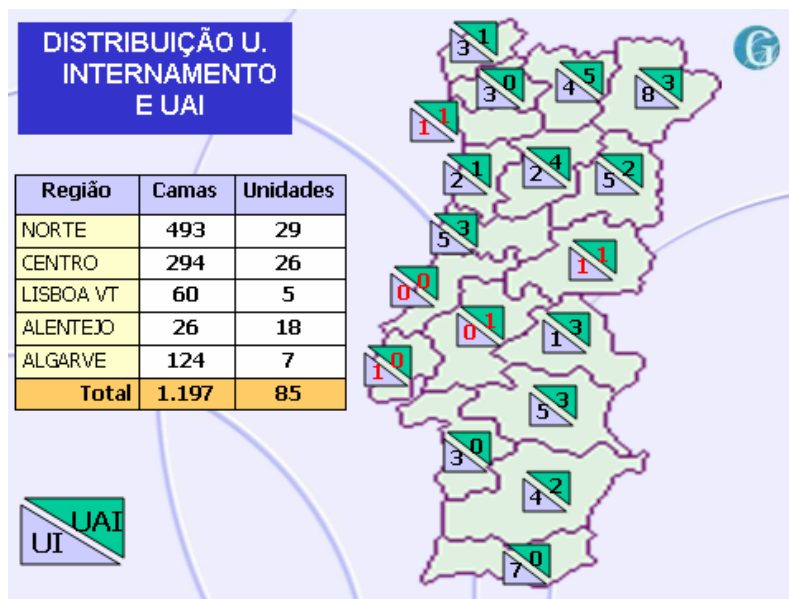 DISTRIBUIÇÃO U.
INTERNAMENTO
E UAI
G
Região Camas Unidades
NORTE 493 29
CENTRO 294 26
LISBOA VT 60 5
ALENTEJO 26 18
ALGARVE 124 7
Total 1.197 85
3 1
3 0
4 5
8 3
1 1
2 1
2 4
5 2
5 3
1 1
0 0
0 1
1 3
1 0
5 3
3 0
4 2
7 0
UI UAI